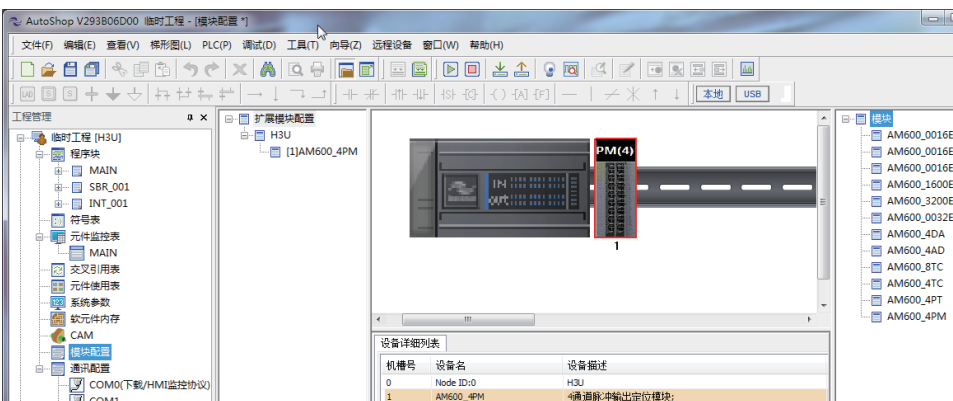 AutoShop V293B06D00 临时工程 - [模块配置 *]
文件(F) 编辑(E) 查看(V) 梯形图(L) PLC(P) 调试(D) 工具(T) 向导(Z) 远程设备 窗口(W) 帮助(H)
本地 USB
工程管理
临时工程 [H3U]
程序块
MAIN
SBR_001
INT_001
符号表
元件监控表
MAIN
交叉引用表
元件使用表
系统参数
软元件内存
CAM
模块配置
通讯配置
COM0(下载/HMI监控协议)
COM1
扩展模块配置
H3U
[1]AM600_4PM
PM(4)
IN
out
1
设备详细列表
机槽号 设备名 设备描述
0 Node ID:0 H3U
1 AM600_4PM 4通道脉冲输出定位模块;
模块
AM600_0016E
AM600_0016E
AM600_0016E
AM600_1600E
AM600_3200E
AM600_0032E
AM600_4DA
AM600_4AD
AM600_8TC
AM600_4TC
AM600_4PT
AM600_4PM